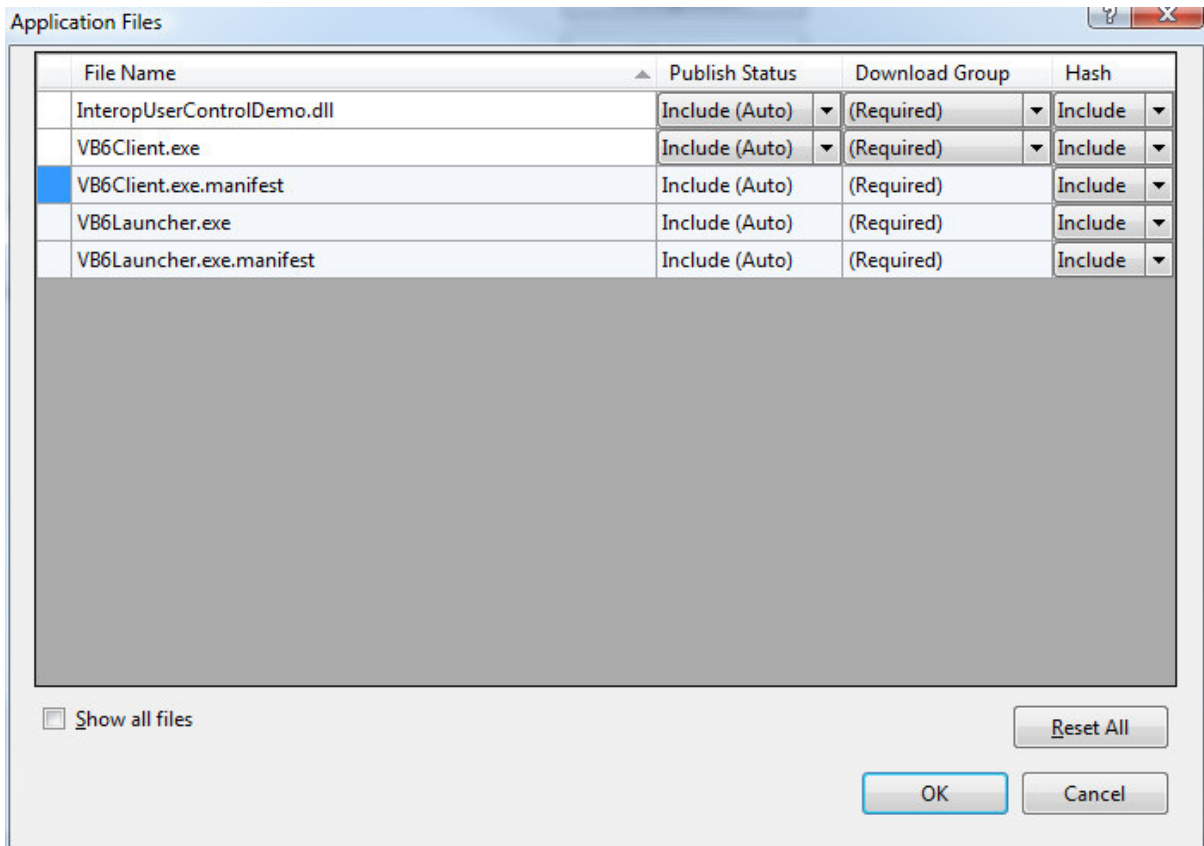 Application Files
File Name Publish Status Download Group Hash
InteropUserControlDemo.dll Include (Auto) (Required) Include
VB6Client.exe Include (Auto) (Required) Include
VB6Client.exe.manifest Include (Auto) (Required) Include
VB6Launcher.exe Include (Auto) (Required) Include
VB6Launcher.exe.manifest Include (Auto) (Required) Include
Show all files
Reset All
OK Cancel